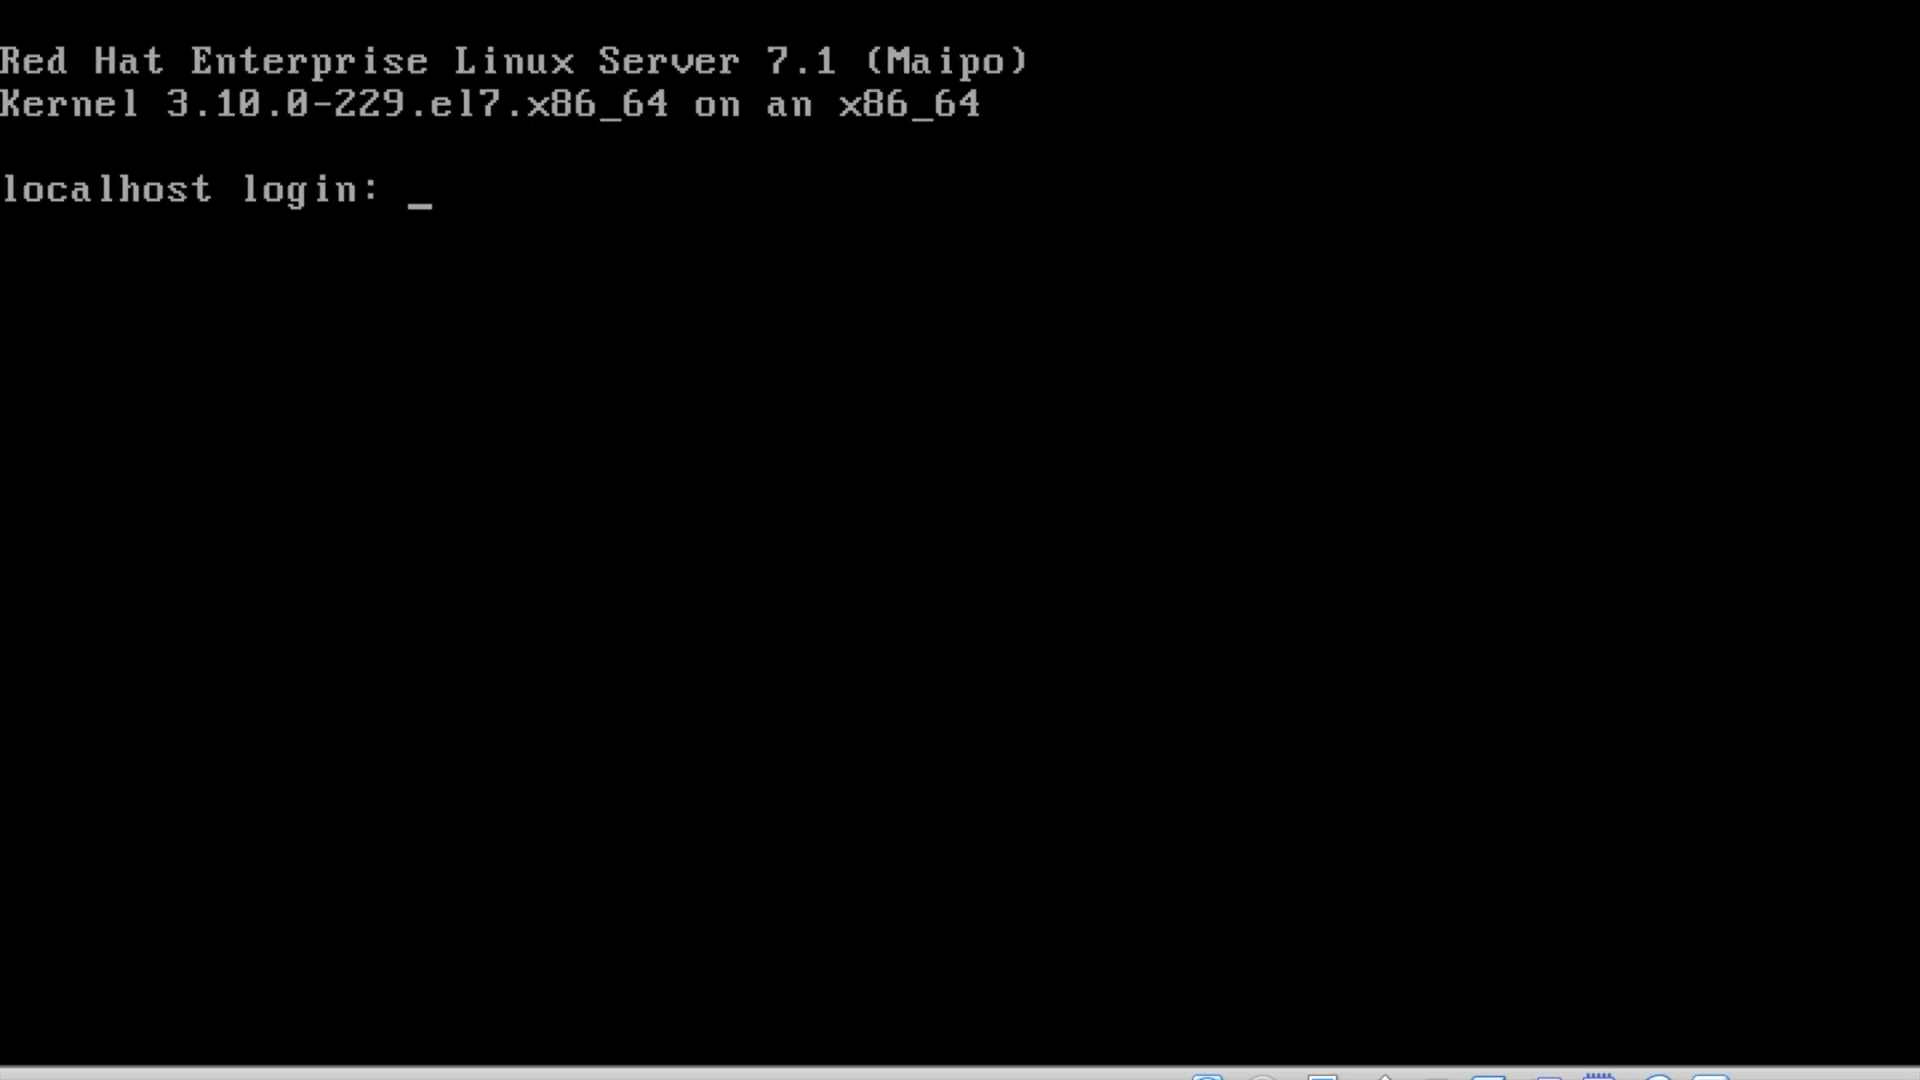 Red Hat Enterprise Linux Server 7.1 (Maipo)
Kernel 3.10.0-229.el7.x86_64 on an x86_64
localhost login: _